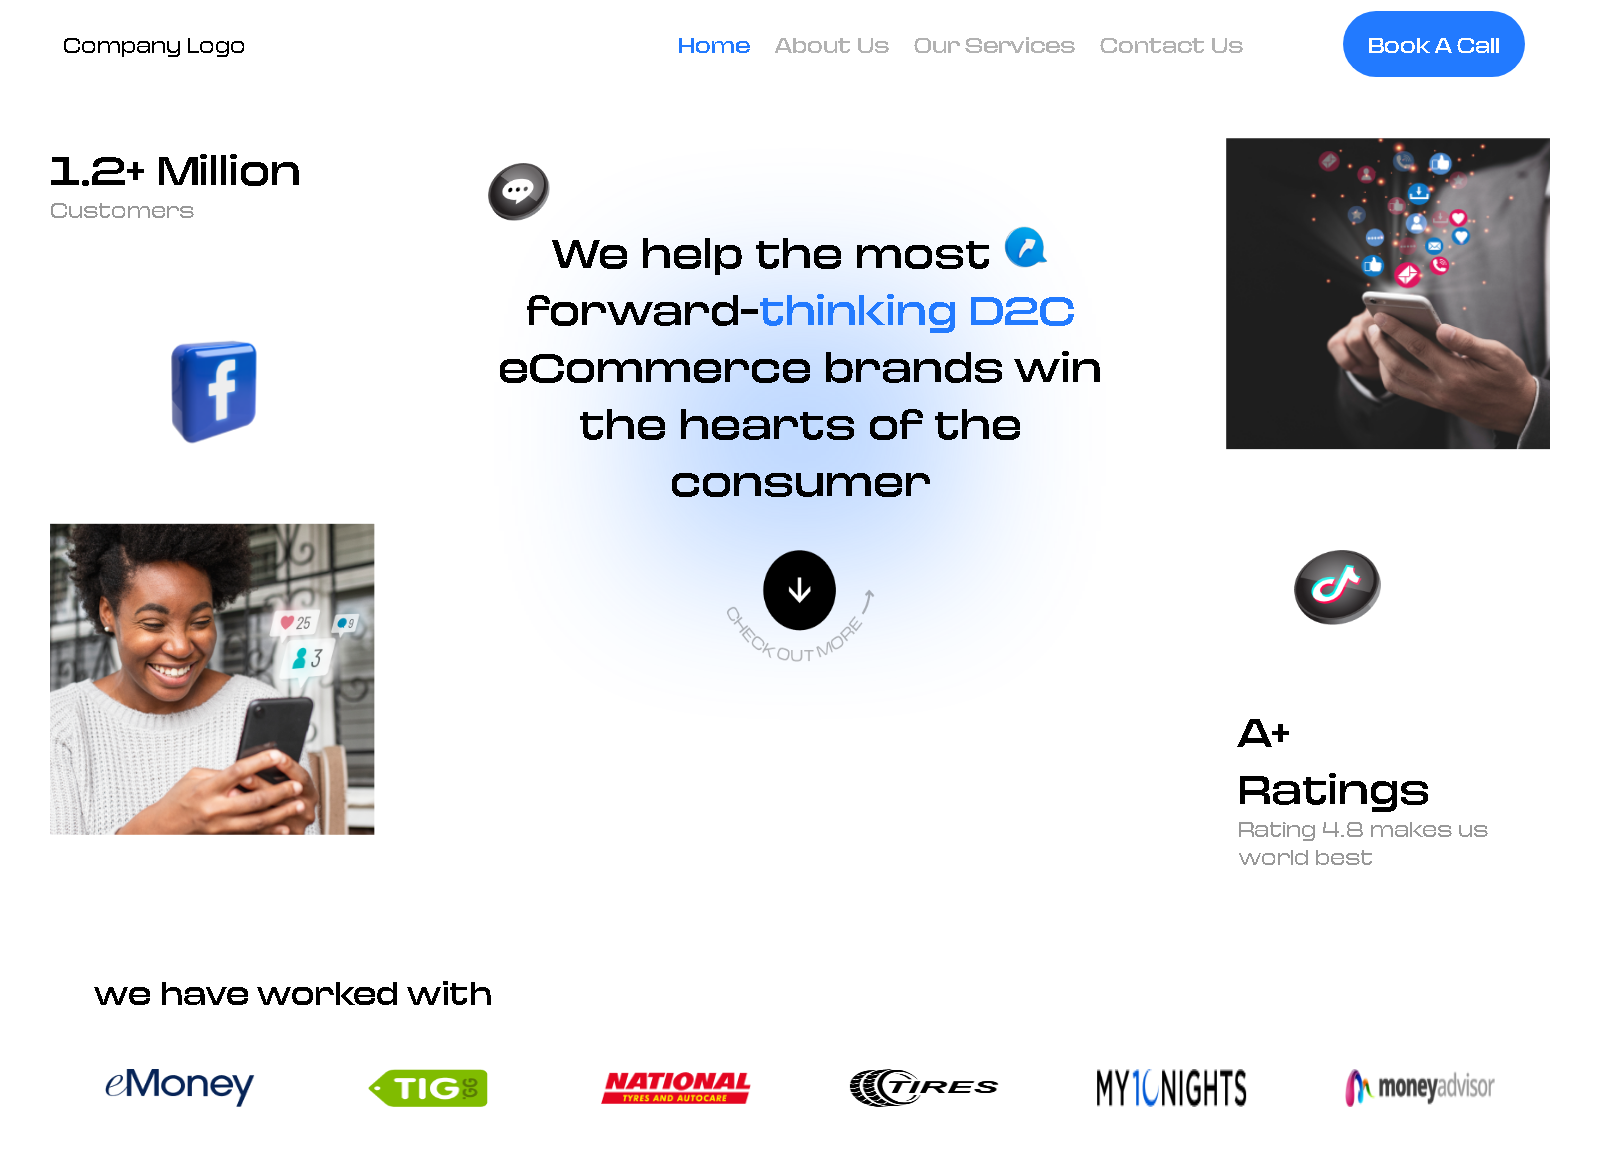 Company Logo
Home About Us Our Services Contact Us
Book A Call
1.2+ Million
Customers
We help the most
forward-thinking D2C
eCommerce brands win
the hearts of the
consumer
CHECK OUT MORE
25
9
3
A+
Ratings
Rating 4.8 makes us
world best
we have worked with
eMoney
TIG.GG
NATIONAL
TYRES AND AUTOCARE
TIRES
MY1ONIGHTS
moneyadvisor